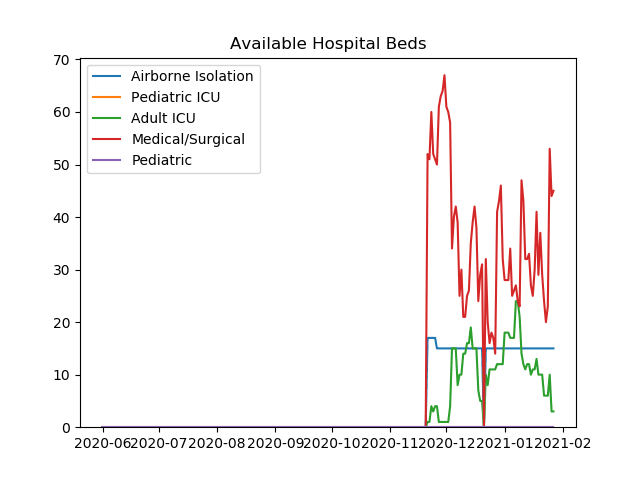 Available Hospital Beds
70
60
50
40
30
20
10
0
Airborne Isolation
Pediatric ICU
Adult ICU
Medical/Surgical
Pediatric
2020-06 2020-07 2020-08 2020-09 2020-10 2020-11 2020-12 2021-01 2021-02